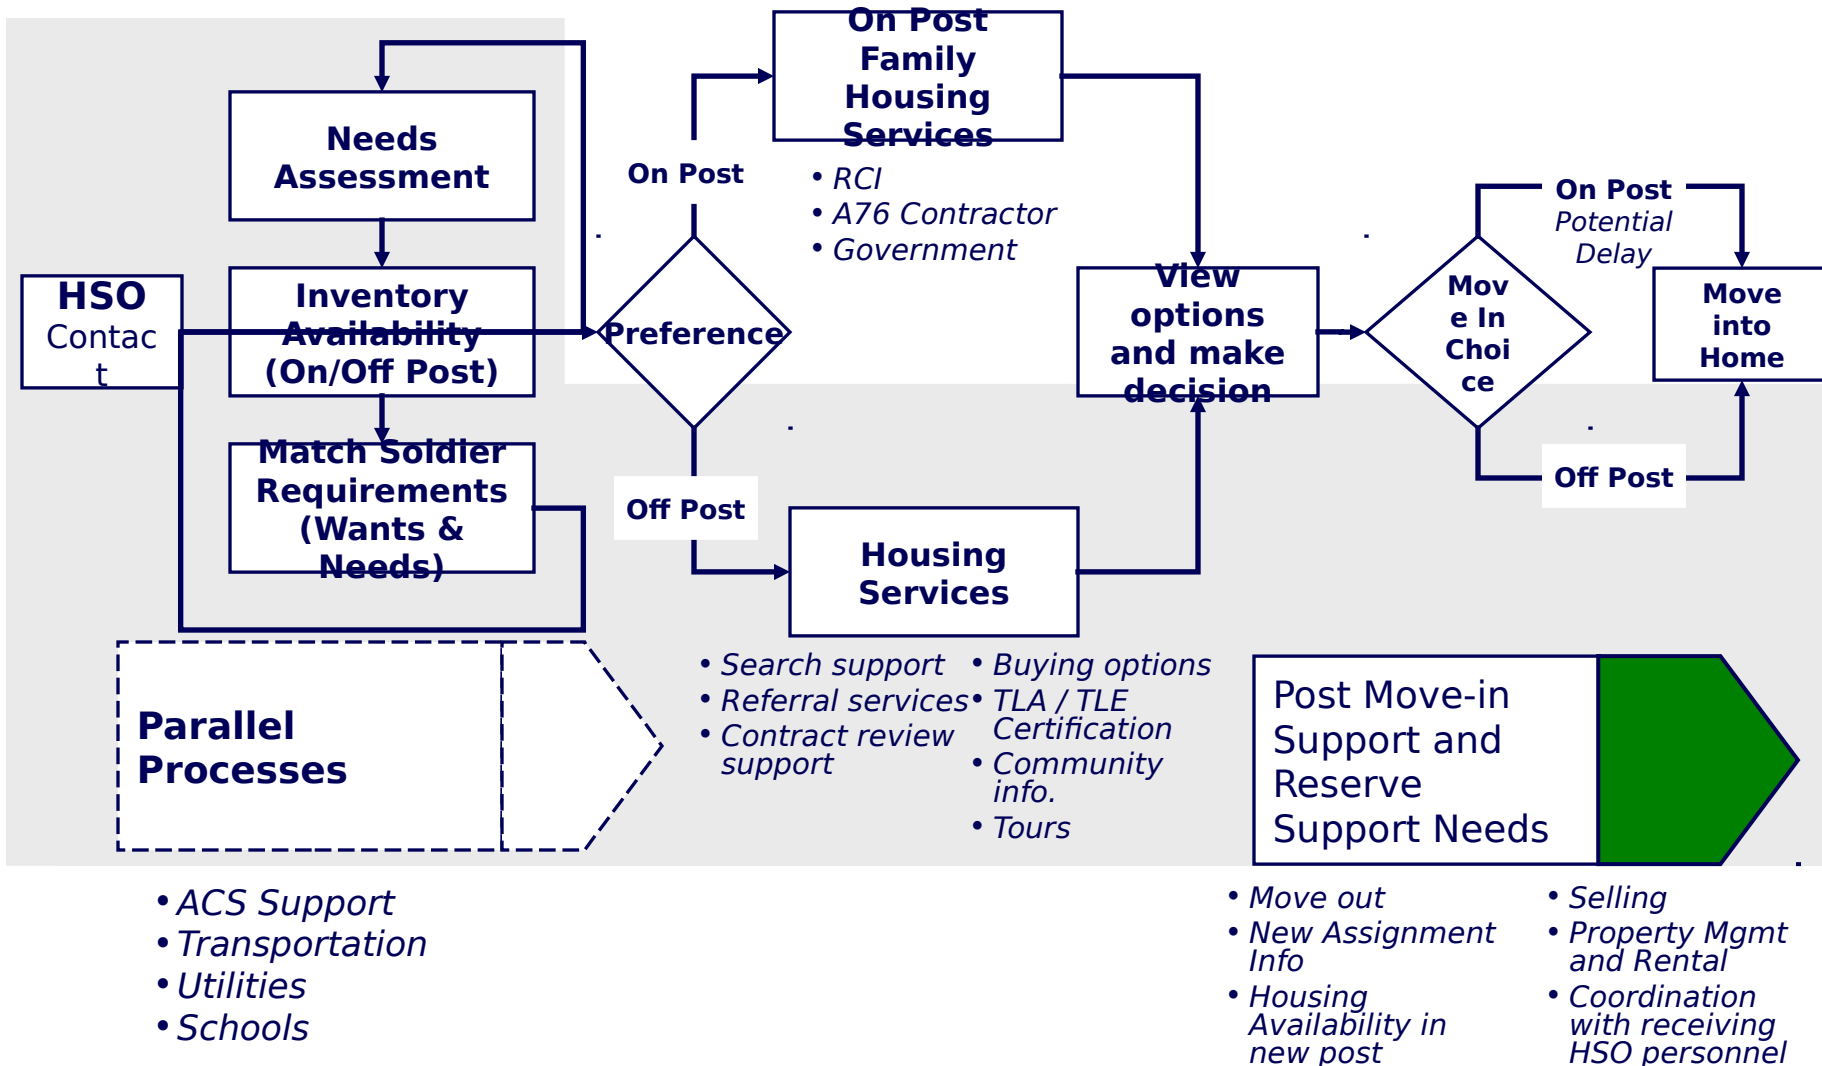 On Post
Family
Housing
Services
Needs
Assessment
On Post
• RCI
• A76 Contractor
• Government
On Post
Potential
Delay
HSO
Contac
t
Inventory
Availability
(On/Off Post)
Preference
View
options
and make
decision
Mov
e In
Choi
ce
Move
into
Home
Match Soldier
Requirements
(Wants &
Needs)
Off Post
Off Post
Housing
Services
Parallel
Processes
• Search support
• Referral services
• Contract review
support
• Buying options
• TLA / TLE
Certification
• Community
info.
• Tours
Post Move-in
Support and
Reserve
Support Needs
• ACS Support
• Transportation
• Utilities
• Schools
• Move out
• New Assignment
Info
• Housing
Availability in
new post
• Selling
• Property Mgmt
and Rental
• Coordination
with receiving
HSO personnel